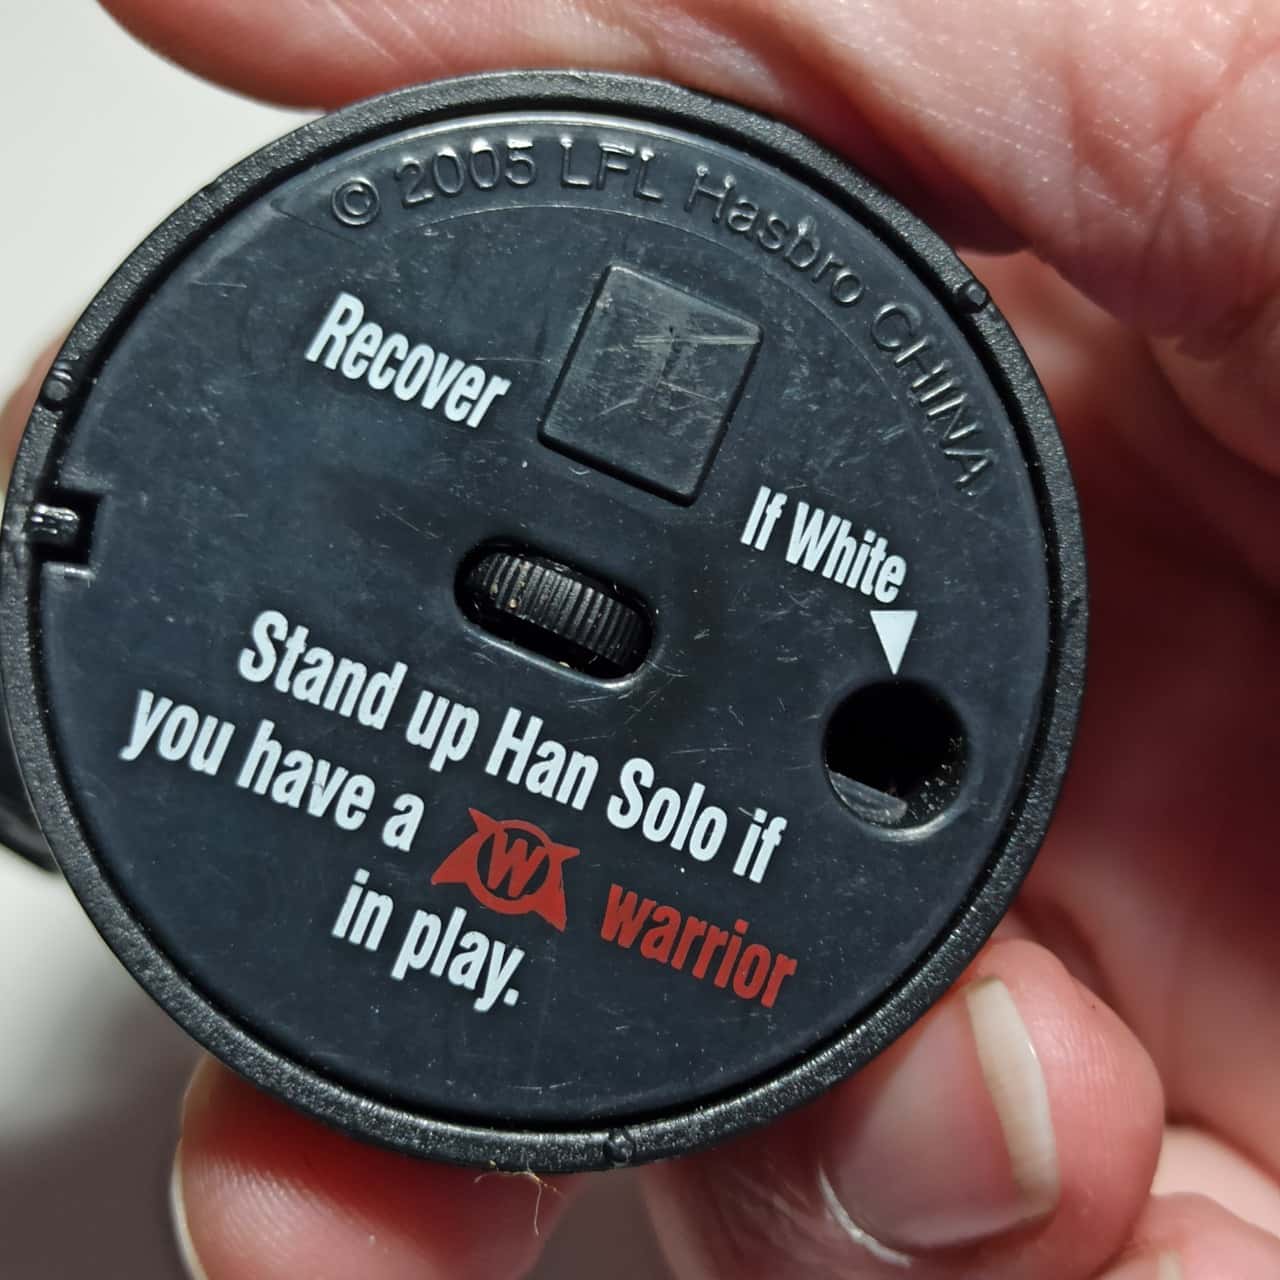 © 2005 LFL Hasbro CHINA
Recover
If White
Stand up Han Solo if
you have a W warrior
in play.